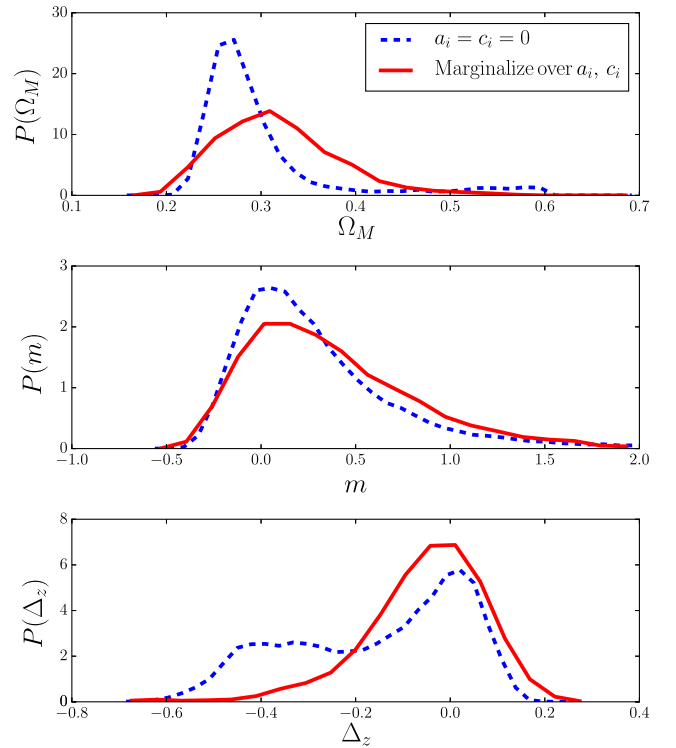 30
20
10
0
P(Ω_M)
a_i = c_i = 0
Marginalize over a_i, c_i
0.1 0.2 0.3 0.4 0.5 0.6 0.7
Ω_M
3
2
1
0
P(m)
−1.0 −0.5 0.0 0.5 1.0 1.5 2.0
m
8
6
4
2
0
P(Δ_z)
−0.8 −0.6 −0.4 −0.2 0.0 0.2 0.4
Δ_z